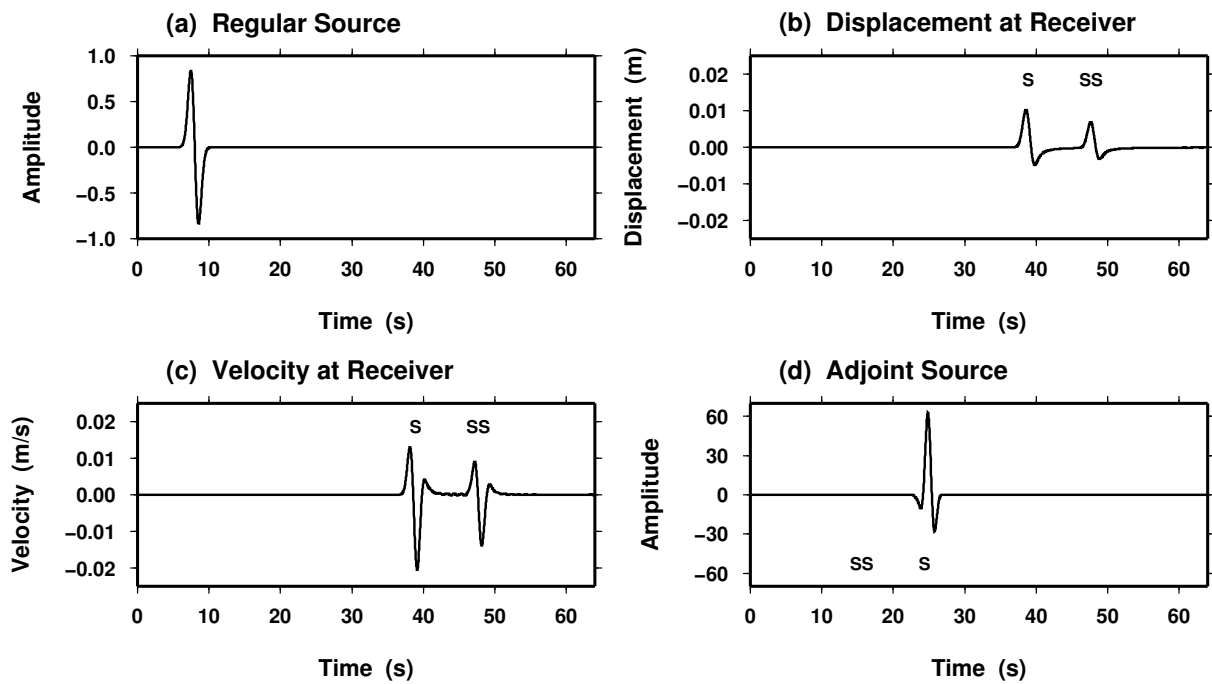 (a) Regular Source
1.0
0.5
0.0
−0.5
−1.0
Amplitude
0 10 20 30 40 50 60
Time (s)
(b) Displacement at Receiver
0.02
0.01
0.00
−0.01
−0.02
Displacement (m)
S SS
0 10 20 30 40 50 60
Time (s)
(c) Velocity at Receiver
0.02
0.01
0.00
−0.01
−0.02
Velocity (m/s)
S SS
0 10 20 30 40 50 60
Time (s)
(d) Adjoint Source
60
30
0
−30
−60
Amplitude
SS S
0 10 20 30 40 50 60
Time (s)